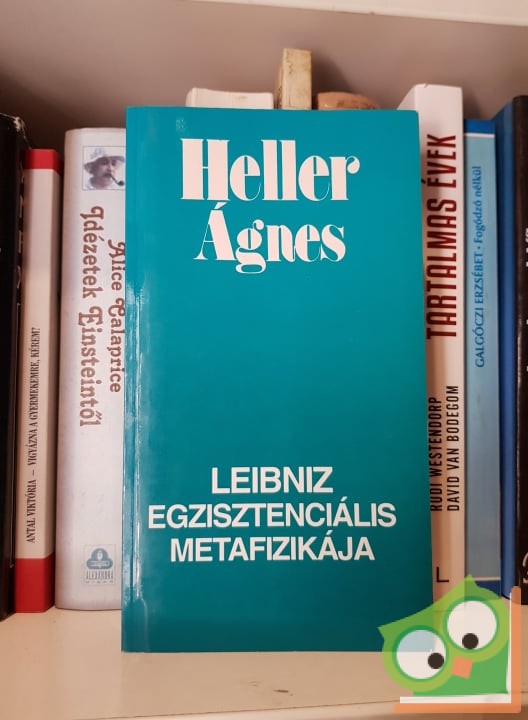 Heller
Ágnes
LEIBNIZ
EGZISZTENCIÁLIS
METAFIZIKÁJA
ANTAL VIKTÓRIA – VIGYÁZNA A GYERMEKEMRE, KÉREM?
Alice Calaprice
Idézetek Einsteintől
ALEXANDRA
TARTALMAS ÉVEK
RUDI WESTENDORP
DAVID VAN BODEGOM
GALGÓCZI ERZSÉBET · Fogódzó nélkül